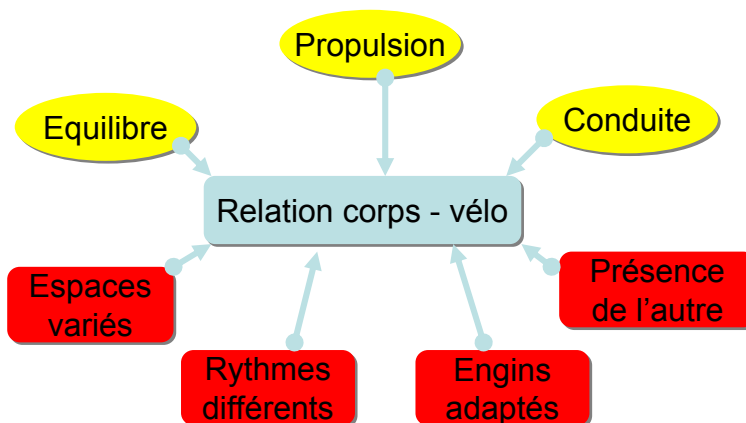 Propulsion
Equilibre
Conduite
Relation corps - vélo
Espaces
variés
Présence
de l'autre
Rythmes
différents
Engins
adaptés